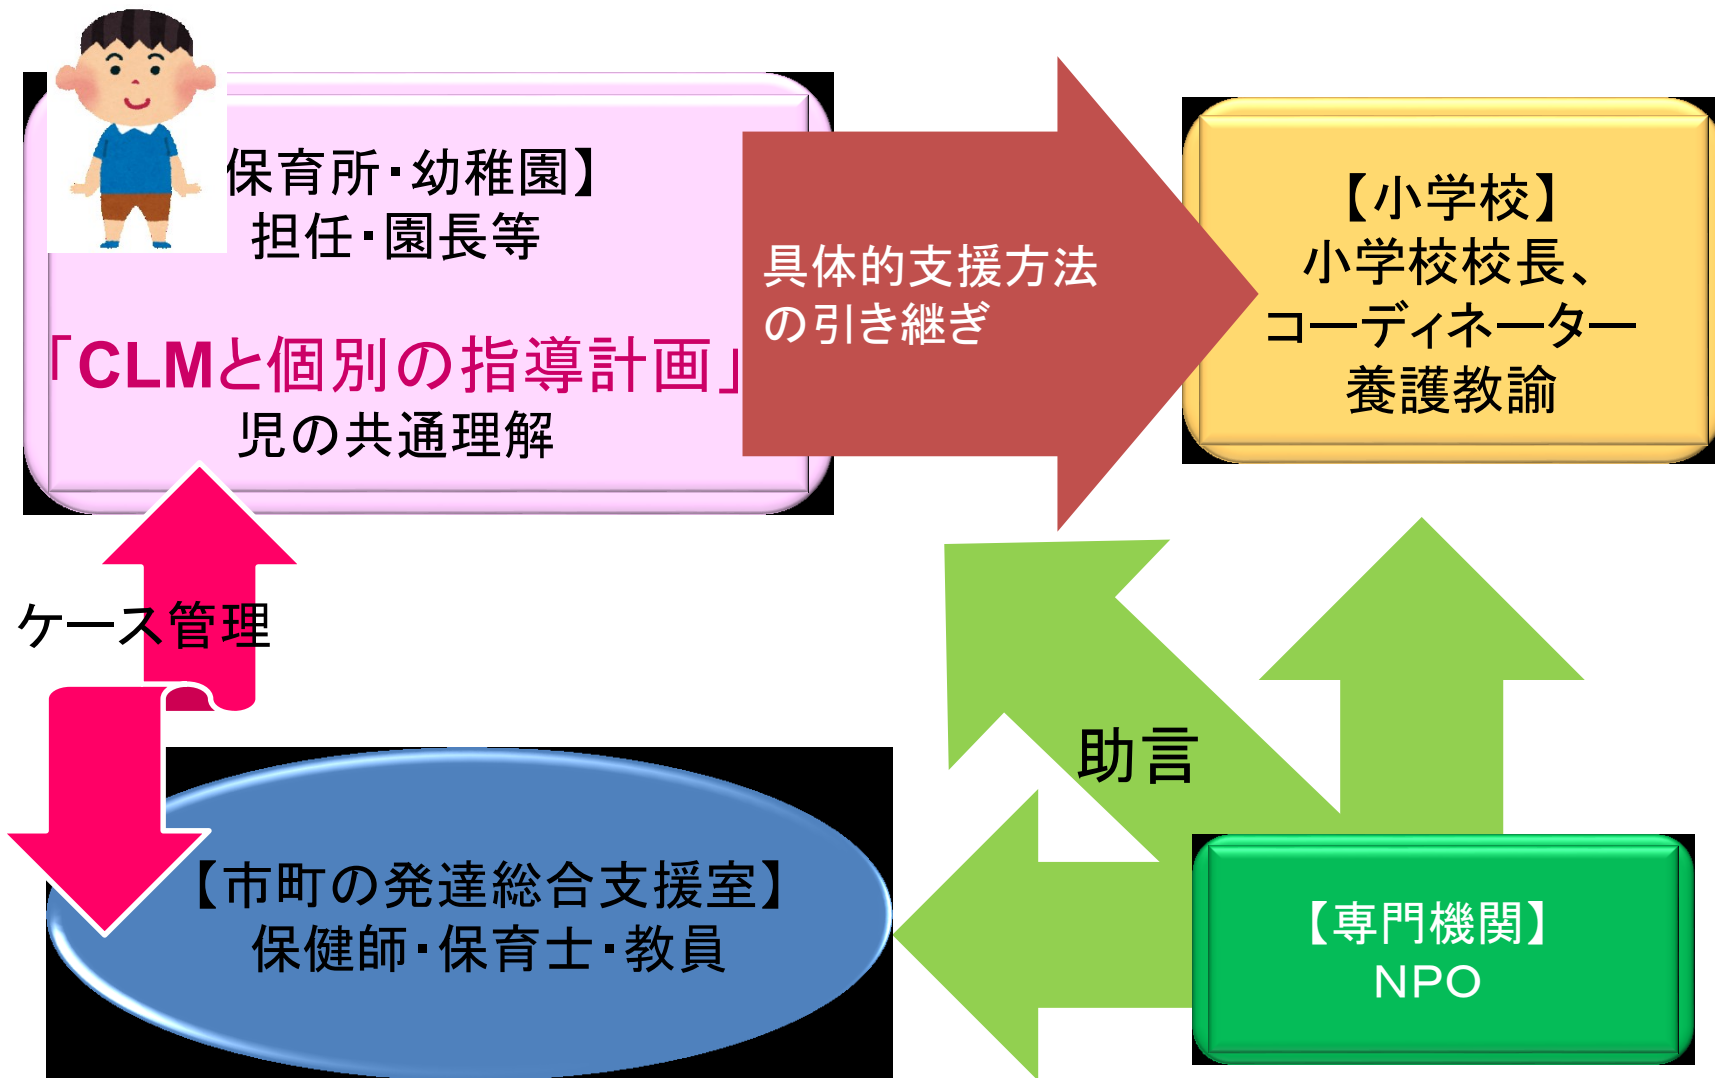 保育所・幼稚園】
担任・園長等
「CLMと個別の指導計画」
児の共通理解
具体的支援方法
の引き継ぎ
【小学校】
小学校校長、
コーディネーター
養護教諭
ケース管理
助言
【市町の発達総合支援室】
保健師・保育士・教員
【専門機関】
NPO